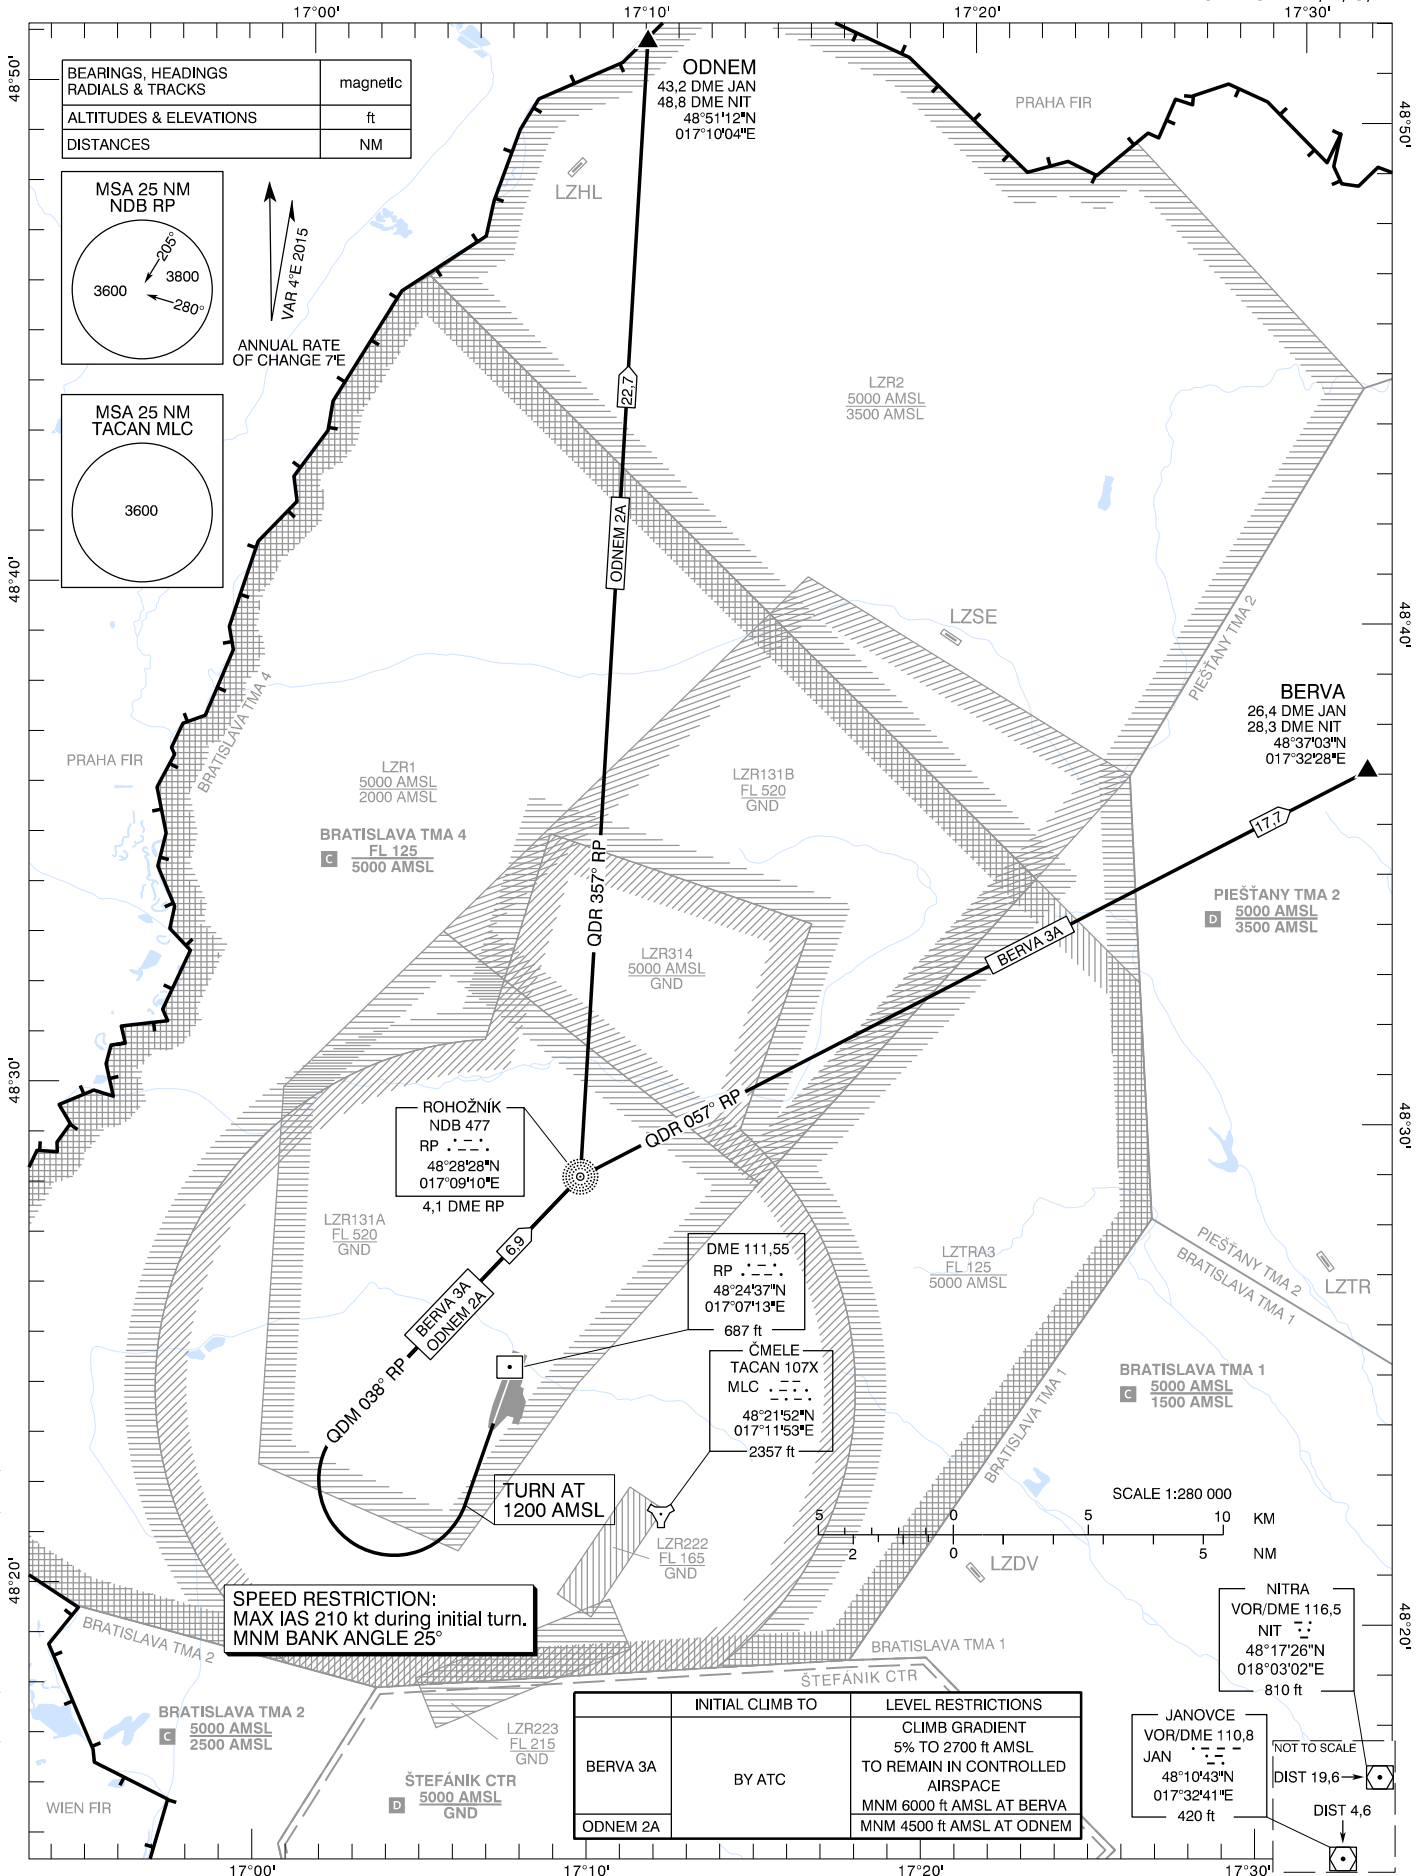 17°00'
17°10'
17°20'
17°30'
48°50'
BEARINGS, HEADINGS
RADIALS & TRACKS
magnetic
ALTITUDES & ELEVATIONS
ft
DISTANCES
NM
MSA 25 NM
NDB RP
205°
3600
3800
280°
VAR 4°E 2015
ANNUAL RATE
OF CHANGE 7'E
MSA 25 NM
TACAN MLC
3600
ODNEM
43,2 DME JAN
48,8 DME NIT
48°51'12"N
017°10'04"E
PRAHA FIR
48°50'
LZHL
LZR2
5000 AMSL
3500 AMSL
22,7
ODNEM 2A
48°40'
LZSE
48°40'
PIEŠŤANY TMA 2
BERVA
26,4 DME JAN
28,3 DME NIT
48°37'03"N
017°32'28"E
BRATISLAVA TMA 4
PRAHA FIR
LZR1
5000 AMSL
2000 AMSL
LZR131B
FL 520
GND
BRATISLAVA TMA 4
C
FL 125
5000 AMSL
17,7
QDR 357° RP
PIEŠŤANY TMA 2
D
5000 AMSL
3500 AMSL
BERVA 3A
LZR314
5000 AMSL
GND
48°30'
ROHOŽNÍK
NDB 477
RP
48°28'28"N
017°09'10"E
4,1 DME RP
QDR 057° RP
48°30'
LZR131A
FL 520
GND
6,9
DME 111,55
RP
48°24'37"N
017°07'13"E
687 ft
LZTRA3
FL 125
5000 AMSL
PIEŠŤANY TMA 2
BRATISLAVA TMA 1
LZTR
BERVA 3A
ODNEM 2A
QDM 038° RP
ČMELE
TACAN 107X
MLC
48°21'52"N
017°11'53"E
2357 ft
BRATISLAVA TMA 1
C
5000 AMSL
1500 AMSL
BRATISLAVA TMA 1
TURN AT
1200 AMSL
SCALE 1:280 000
5 0 5 10 KM
2 0 5 NM
LZR222
FL 165
GND
LZDV
48°20'
SPEED RESTRICTION:
MAX IAS 210 kt during initial turn.
MNM BANK ANGLE 25°
BRATISLAVA TMA 2
BRATISLAVA TMA 1
ŠTEFÁNIK CTR
NITRA
VOR/DME 116,5
NIT
48°17'26"N
018°03'02"E
810 ft
48°20'
BRATISLAVA TMA 2
C
5000 AMSL
2500 AMSL
LZR223
FL 215
GND
ŠTEFÁNIK CTR
D
5000 AMSL
GND
WIEN FIR
INITIAL CLIMB TO
LEVEL RESTRICTIONS
BERVA 3A
BY ATC
CLIMB GRADIENT
5% TO 2700 ft AMSL
TO REMAIN IN CONTROLLED
AIRSPACE
MNM 6000 ft AMSL AT BERVA
ODNEM 2A
MNM 4500 ft AMSL AT ODNEM
JANOVCE
VOR/DME 110,8
JAN
48°10'43"N
017°32'41"E
420 ft
NOT TO SCALE
DIST 19,6
DIST 4,6
17°00'
17°10'
17°20'
17°30'